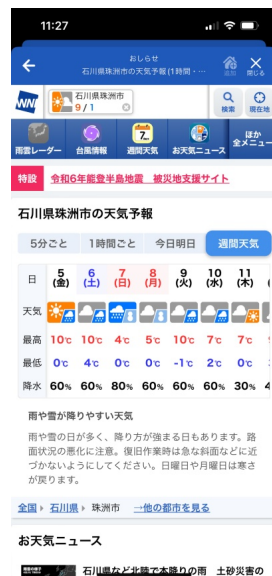 11:27
おしらせ
石川県珠洲市の天気予報(1時間・…
追加
閉じる
WNI
石川県珠洲市
9 / 1
検索
現在地
雨雲レーダー
台風情報
7
週間天気
お天気ニュース
ほか
全メニュー
特設
令和6年能登半島地震 被災地支援サイト
石川県珠洲市の天気予報
5分ごと
1時間ごと
今日明日
週間天気
日 5(金) 6(土) 7(日) 8(月) 9(火) 10(水) 11(木)
天気
最高 10℃ 10℃ 4℃ 5℃ 10℃ 7℃ 7℃
最低 0℃ 4℃ 0℃ 0℃ -1℃ 2℃ 0℃
降水 60% 60% 80% 60% 60% 60% 30% 4
雨や雪が降りやすい天気
雨や雪の日が多く、降り方が強まる日もあります。路
面状況の悪化に注意。復旧作業時は急な斜面などに近
づかないようにしてください。日曜日や月曜日は寒さ
が戻ります。
全国 › 石川県 › 珠洲市 →他の都市を見る
お天気ニュース
石川県など北陸で本降りの雨 土砂災害の